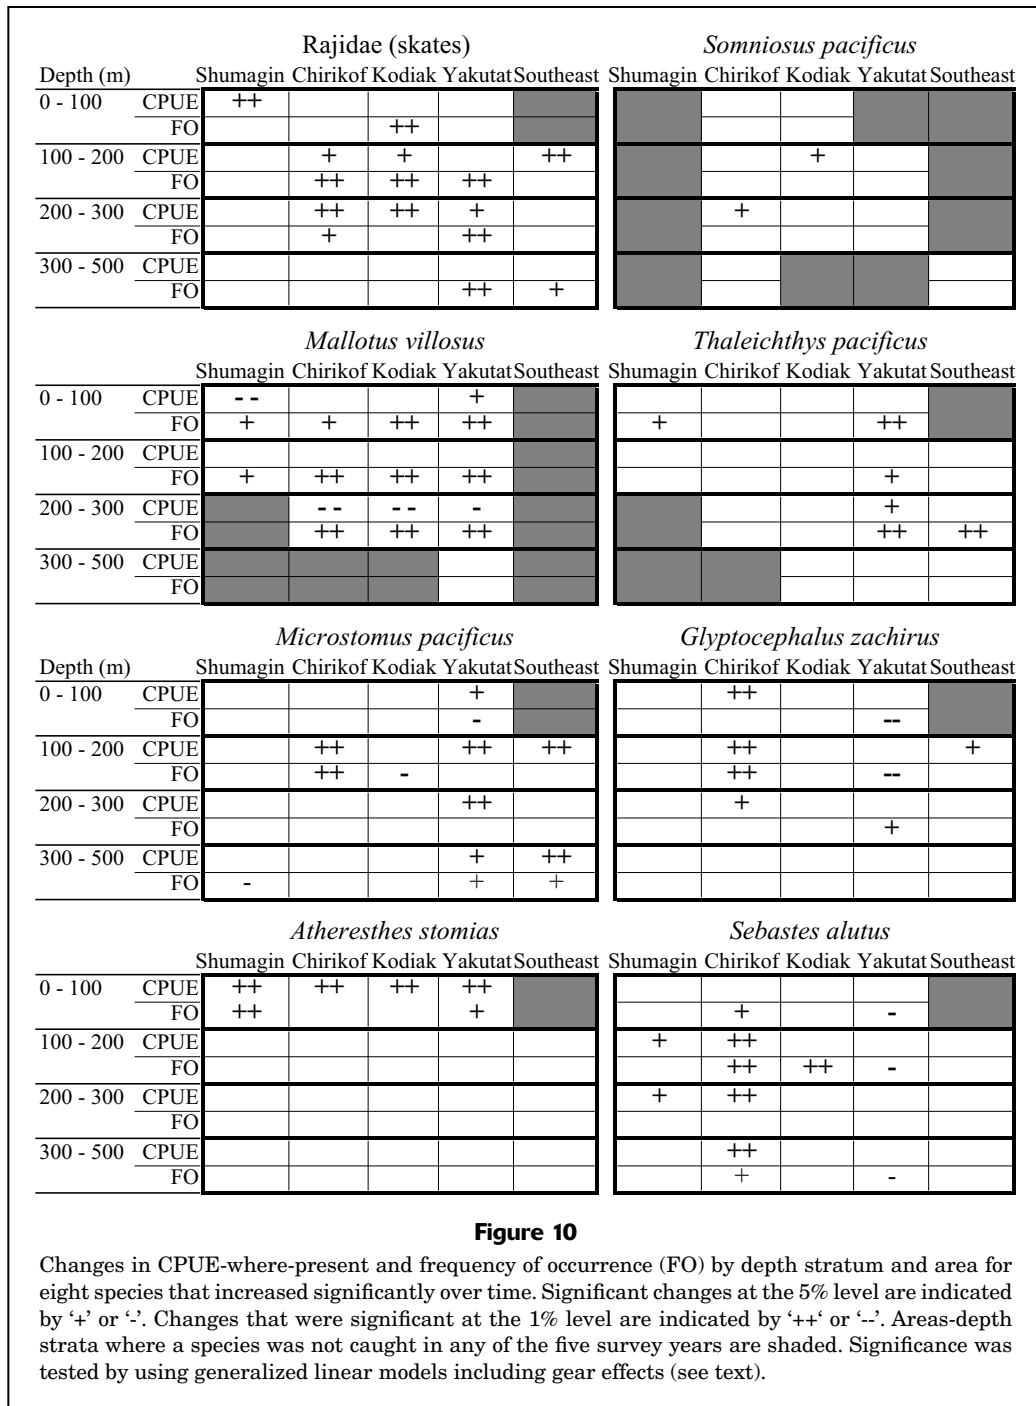 Rajidae (skates) Somniosus pacificus
Depth (m) Shumagin Chirikof Kodiak Yakutat Southeast Shumagin Chirikof Kodiak Yakutat Southeast
0 - 100 CPUE ++
FO ++
100 - 200 CPUE + + ++ +
FO ++ ++ ++
200 - 300 CPUE ++ ++ + +
FO + ++
300 - 500 CPUE
FO ++ +
Mallotus villosus Thaleichthys pacificus
Shumagin Chirikof Kodiak Yakutat Southeast Shumagin Chirikof Kodiak Yakutat Southeast
0 - 100 CPUE - - +
FO + + ++ ++ + ++
100 - 200 CPUE
FO + ++ ++ ++ +
200 - 300 CPUE - - - - - +
FO ++ ++ ++ ++ ++
300 - 500 CPUE
FO
Microstomus pacificus Glyptocephalus zachirus
Depth (m) Shumagin Chirikof Kodiak Yakutat Southeast Shumagin Chirikof Kodiak Yakutat Southeast
0 - 100 CPUE + ++
FO - --
100 - 200 CPUE ++ ++ ++ ++ +
FO ++ - ++ --
200 - 300 CPUE ++ +
FO +
300 - 500 CPUE + ++
FO - + +
Atheresthes stomias Sebastes alutus
Shumagin Chirikof Kodiak Yakutat Southeast Shumagin Chirikof Kodiak Yakutat Southeast
0 - 100 CPUE ++ ++ ++ ++
FO ++ + + -
100 - 200 CPUE + ++
FO ++ ++ -
200 - 300 CPUE + ++
FO
300 - 500 CPUE ++
FO + -
Figure 10
Changes in CPUE-where-present and frequency of occurrence (FO) by depth stratum and area for
eight species that increased significantly over time. Significant changes at the 5% level are indicated
by ‘+’ or ‘-’. Changes that were significant at the 1% level are indicated by ‘++‘ or ‘--’. Areas-depth
strata where a species was not caught in any of the five survey years are shaded. Significance was
tested by using generalized linear models including gear effects (see text).